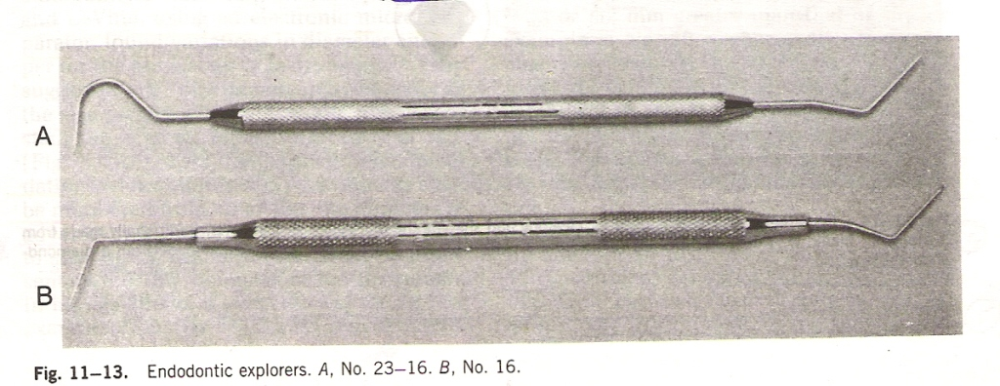 A
B
Fig. 11–13. Endodontic explorers. A, No. 23–16. B, No. 16.